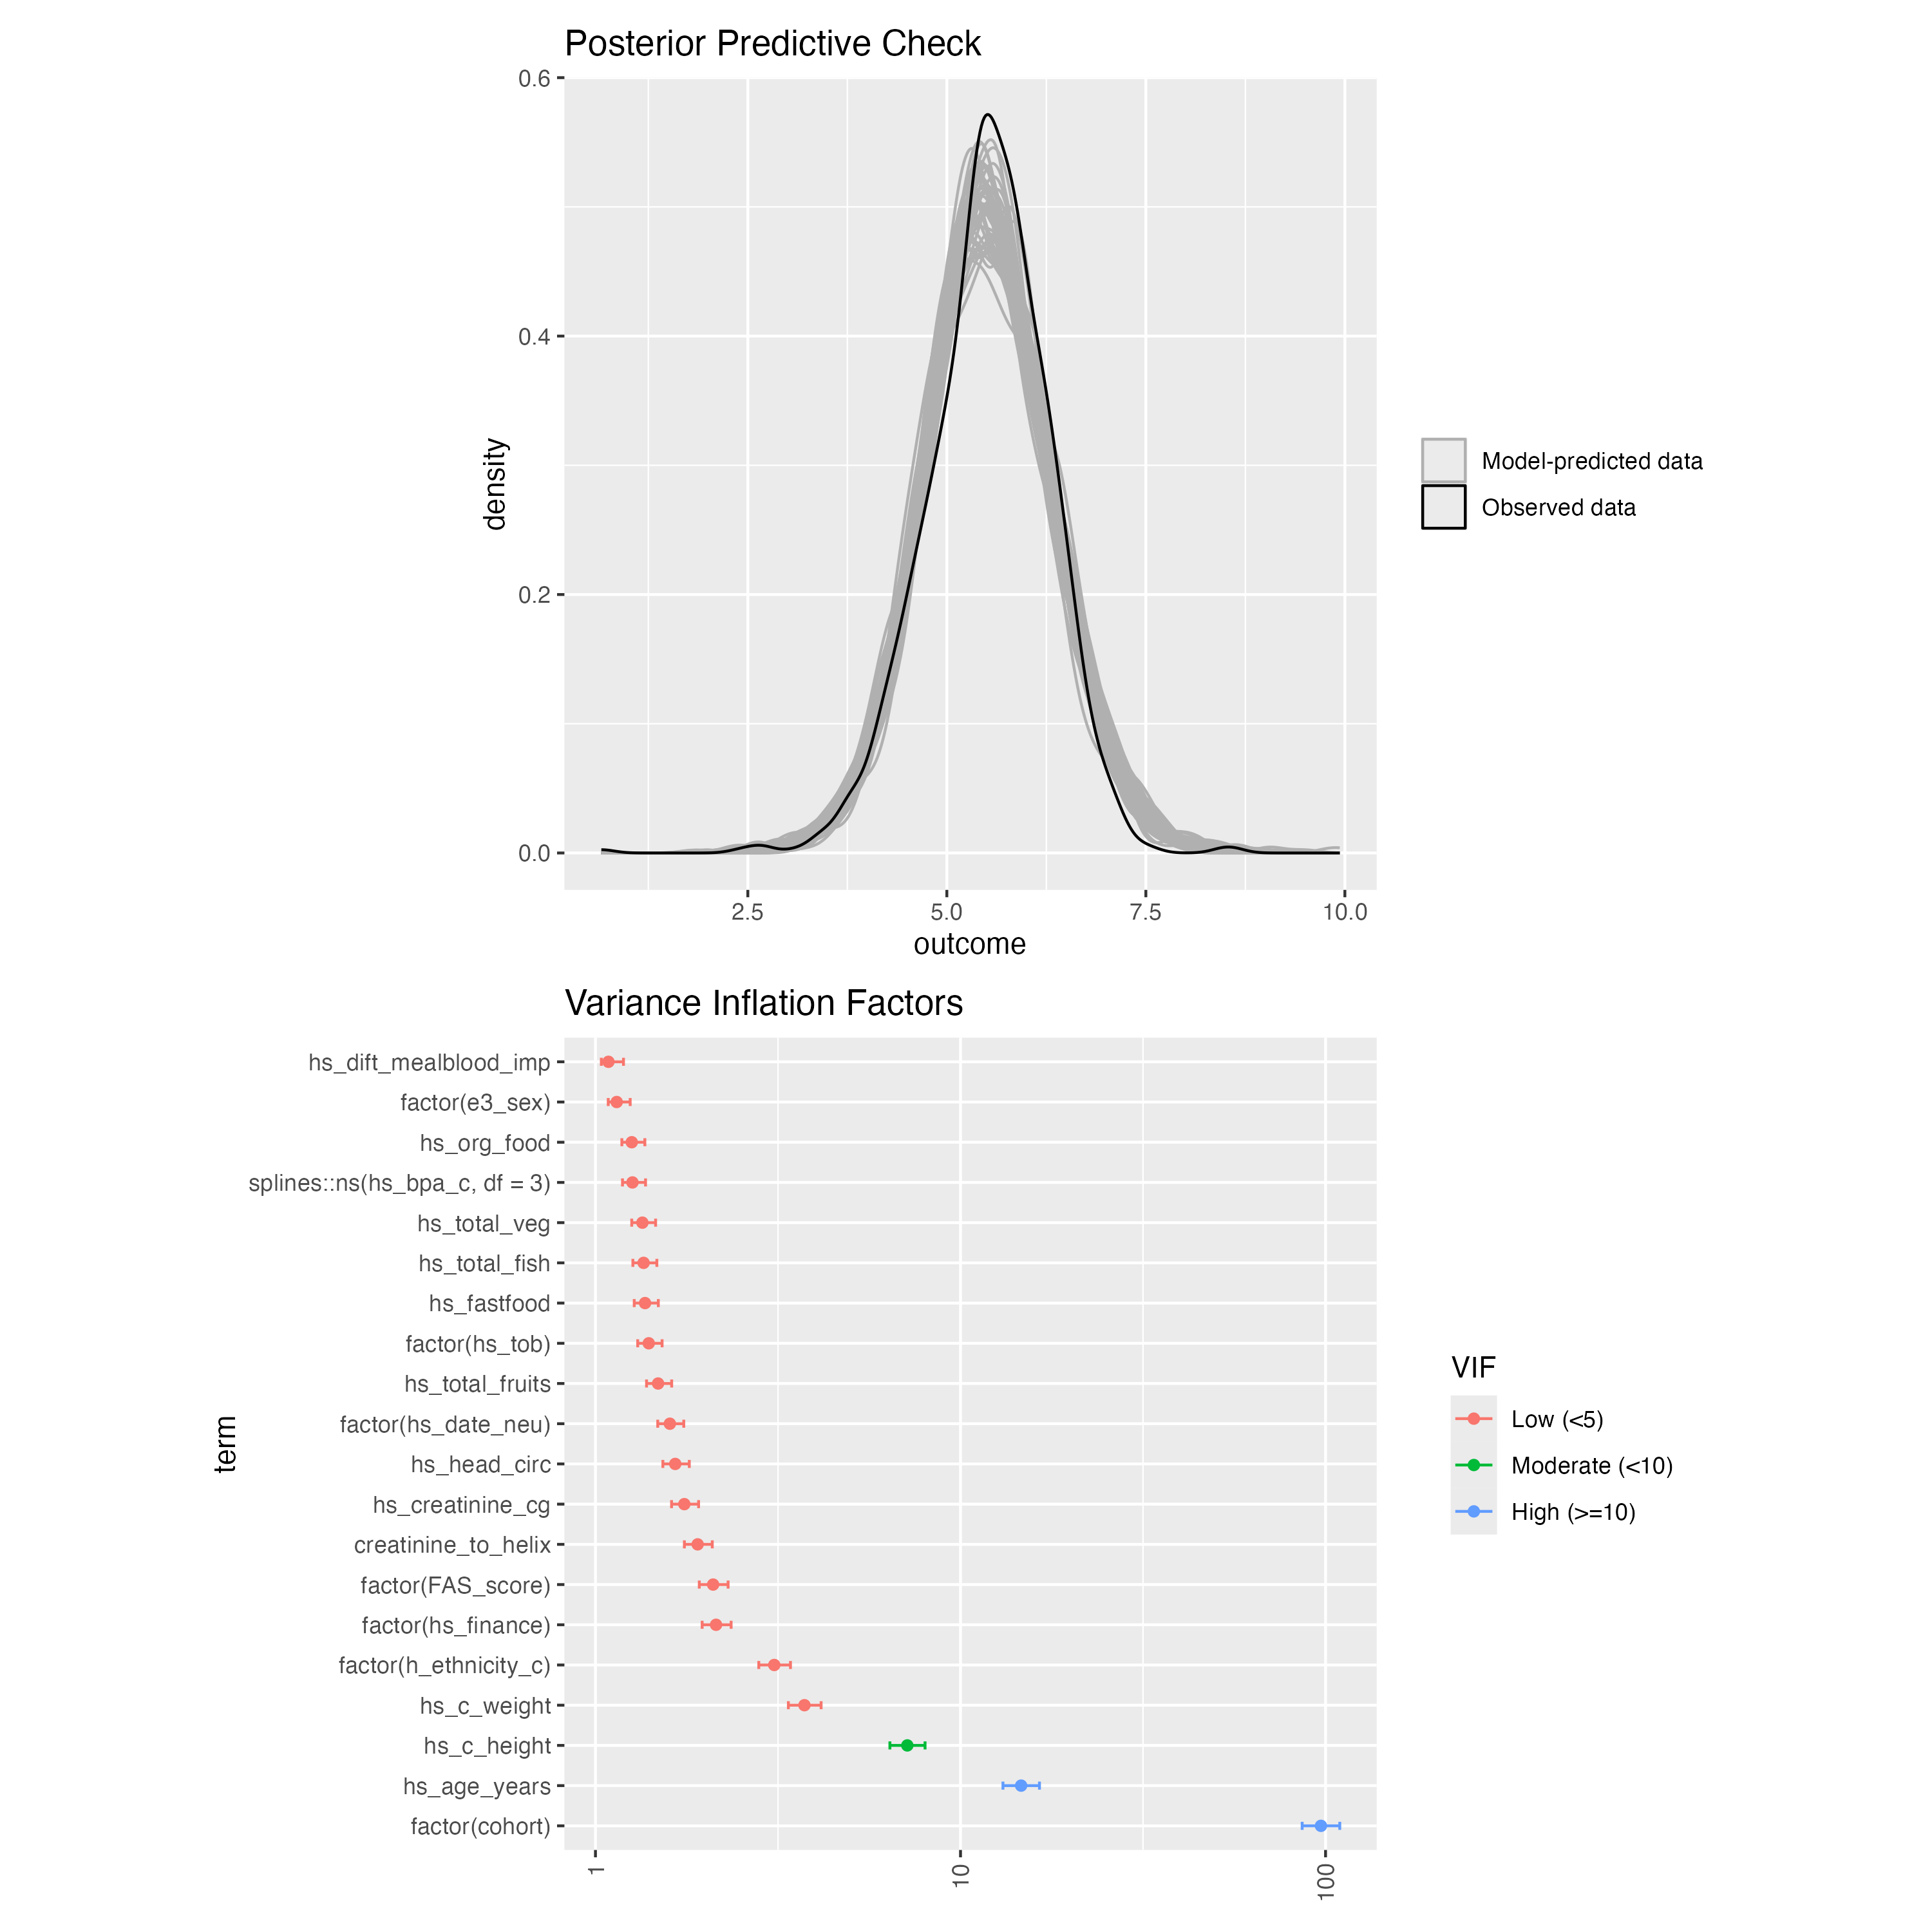 Posterior Predictive Check
0.6
0.4
0.2
0.0
density
2.5 5.0 7.5 10.0
outcome
Model-predicted data
Observed data
Variance Inflation Factors
hs_dift_mealblood_imp
factor(e3_sex)
hs_org_food
splines::ns(hs_bpa_c, df = 3)
hs_total_veg
hs_total_fish
hs_fastfood
factor(hs_tob)
hs_total_fruits
factor(hs_date_neu)
hs_head_circ
hs_creatinine_cg
creatinine_to_helix
factor(FAS_score)
factor(hs_finance)
factor(h_ethnicity_c)
hs_c_weight
hs_c_height
hs_age_years
factor(cohort)
term
1 10 100
VIF
Low (<5)
Moderate (<10)
High (>=10)